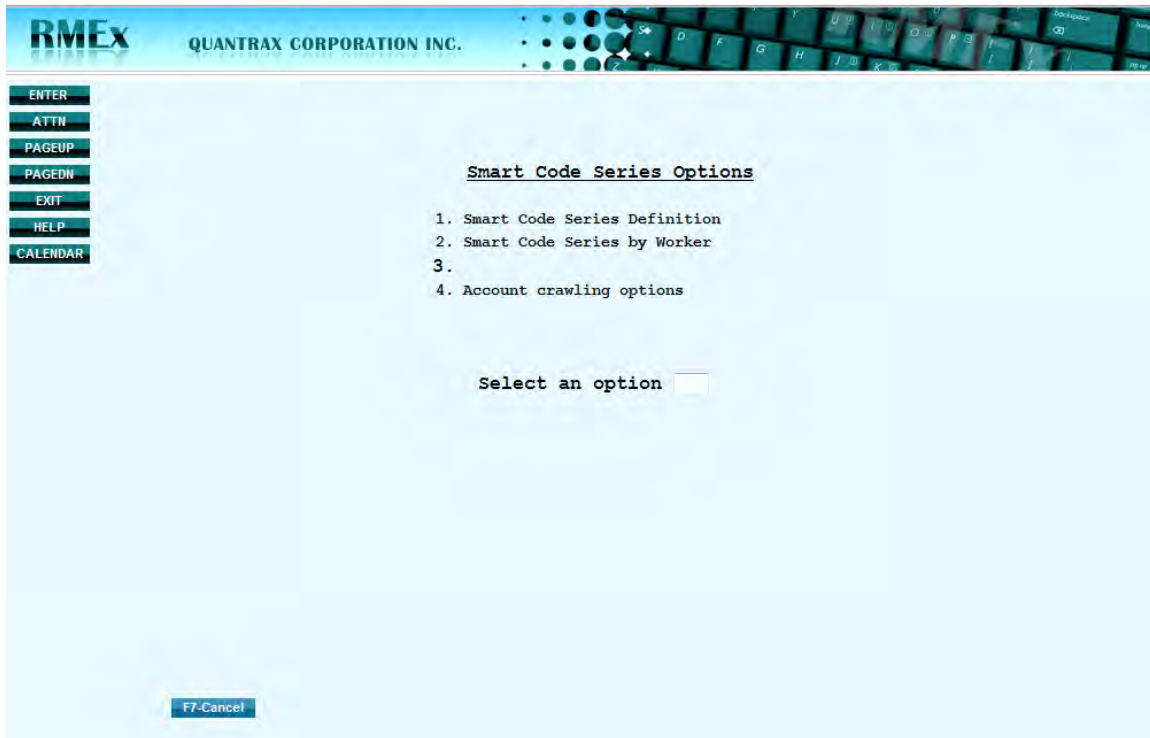 RMEx
QUANTRAX CORPORATION INC.
ENTER
ATTN
PAGEUP
PAGEDN
EXIT
HELP
CALENDAR
Smart Code Series Options
1. Smart Code Series Definition
2. Smart Code Series by Worker
3.
4. Account crawling options
Select an option
F7-Cancel